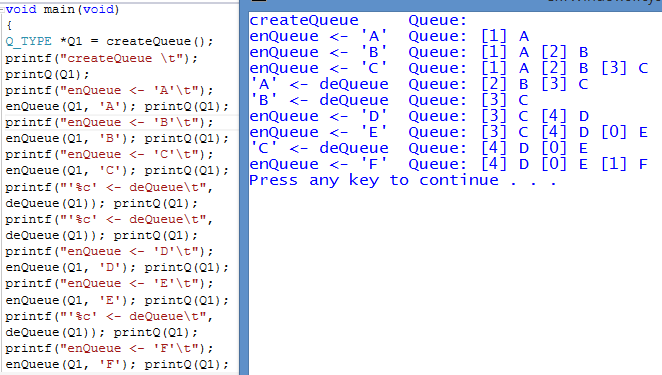 void main(void)
{
Q_TYPE *Q1 = createQueue();
printf("createQueue \t");
printQ(Q1);
printf("enQueue <- 'A'\t");
enQueue(Q1, 'A'); printQ(Q1);
printf("enQueue <- 'B'\t");
enQueue(Q1, 'B'); printQ(Q1);
printf("enQueue <- 'C'\t");
enQueue(Q1, 'C'); printQ(Q1);
printf("'%c' <- deQueue\t",
deQueue(Q1)); printQ(Q1);
printf("'%c' <- deQueue\t",
deQueue(Q1)); printQ(Q1);
printf("enQueue <- 'D'\t");
enQueue(Q1, 'D'); printQ(Q1);
printf("enQueue <- 'E'\t");
enQueue(Q1, 'E'); printQ(Q1);
printf("'%c' <- deQueue\t",
deQueue(Q1)); printQ(Q1);
printf("enQueue <- 'F'\t");
enQueue(Q1, 'F'); printQ(Q1);
createQueue Queue:
enQueue <- 'A' Queue: [1] A
enQueue <- 'B' Queue: [1] A [2] B
enQueue <- 'C' Queue: [1] A [2] B [3] C
'A' <- deQueue Queue: [2] B [3] C
'B' <- deQueue Queue: [3] C
enQueue <- 'D' Queue: [3] C [4] D
enQueue <- 'E' Queue: [3] C [4] D [0] E
'C' <- deQueue Queue: [4] D [0] E
enQueue <- 'F' Queue: [4] D [0] E [1] F
Press any key to continue . . .